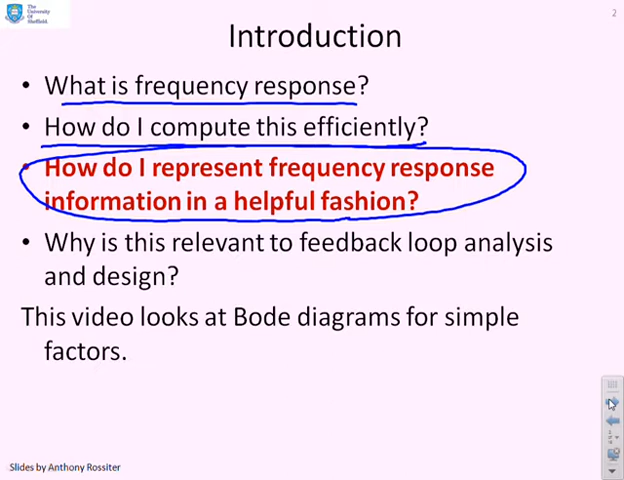 The
University
Of
Sheffield.
2
Introduction
• What is frequency response?
• How do I compute this efficiently?
• How do I represent frequency response
information in a helpful fashion?
• Why is this relevant to feedback loop analysis
and design?
This video looks at Bode diagrams for simple
factors.
Slides by Anthony Rossiter